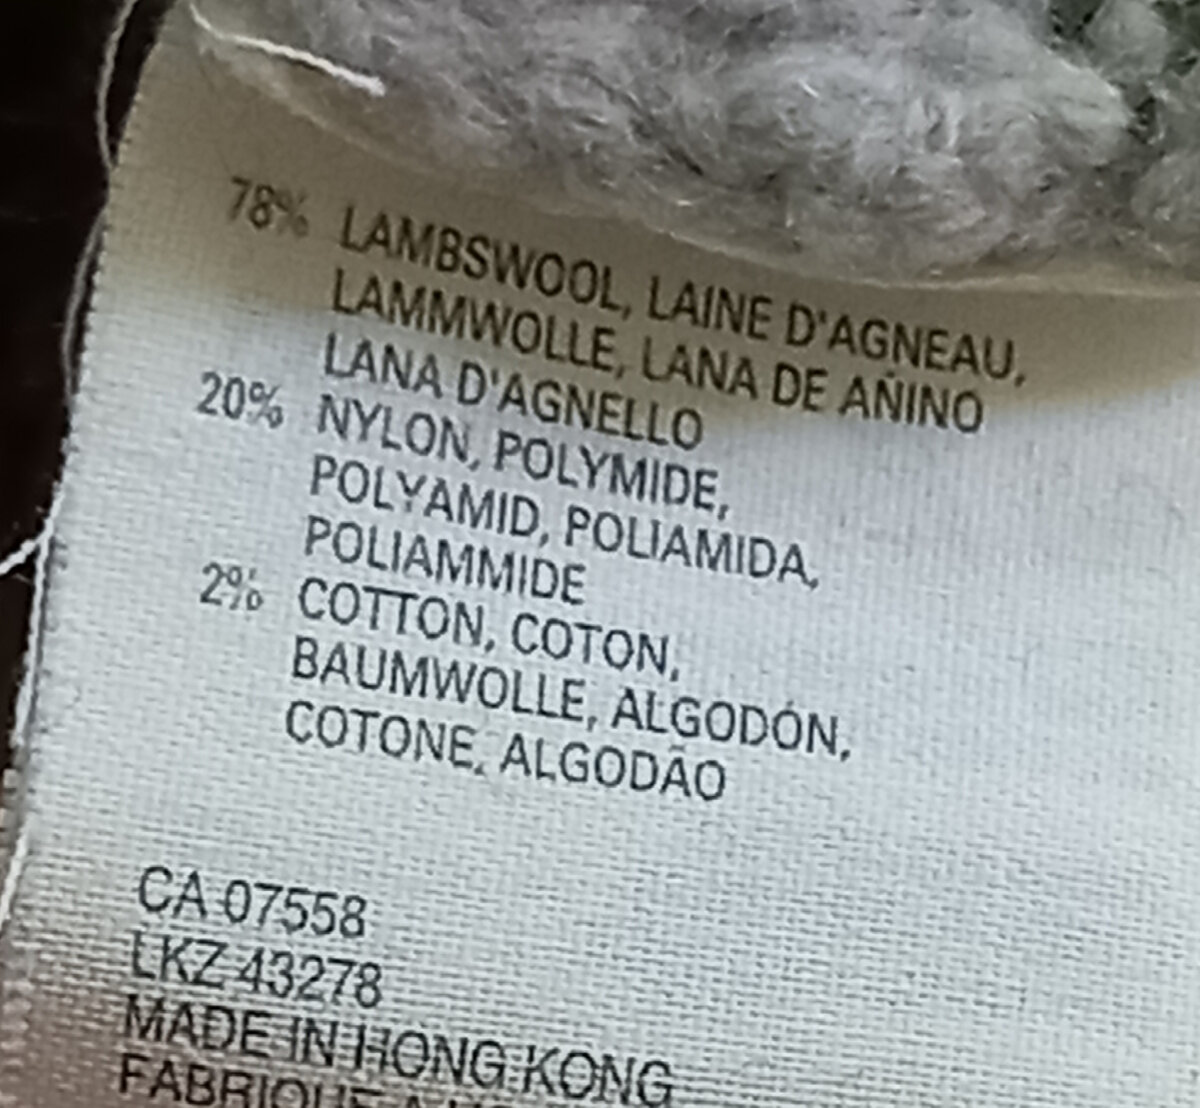 78% LAMBSWOOL, LAINE D'AGNEAU,
LAMMWOLLE, LANA DE AÑINO
LANA D'AGNELLO
20% NYLON, POLYMIDE,
POLYAMID, POLIAMIDA,
POLIAMMIDE
2% COTTON, COTON,
BAUMWOLLE, ALGODÓN,
COTONE, ALGODÃO
CA 07558
LKZ 43278
MADE IN HONG KONG
FABRIQUE A